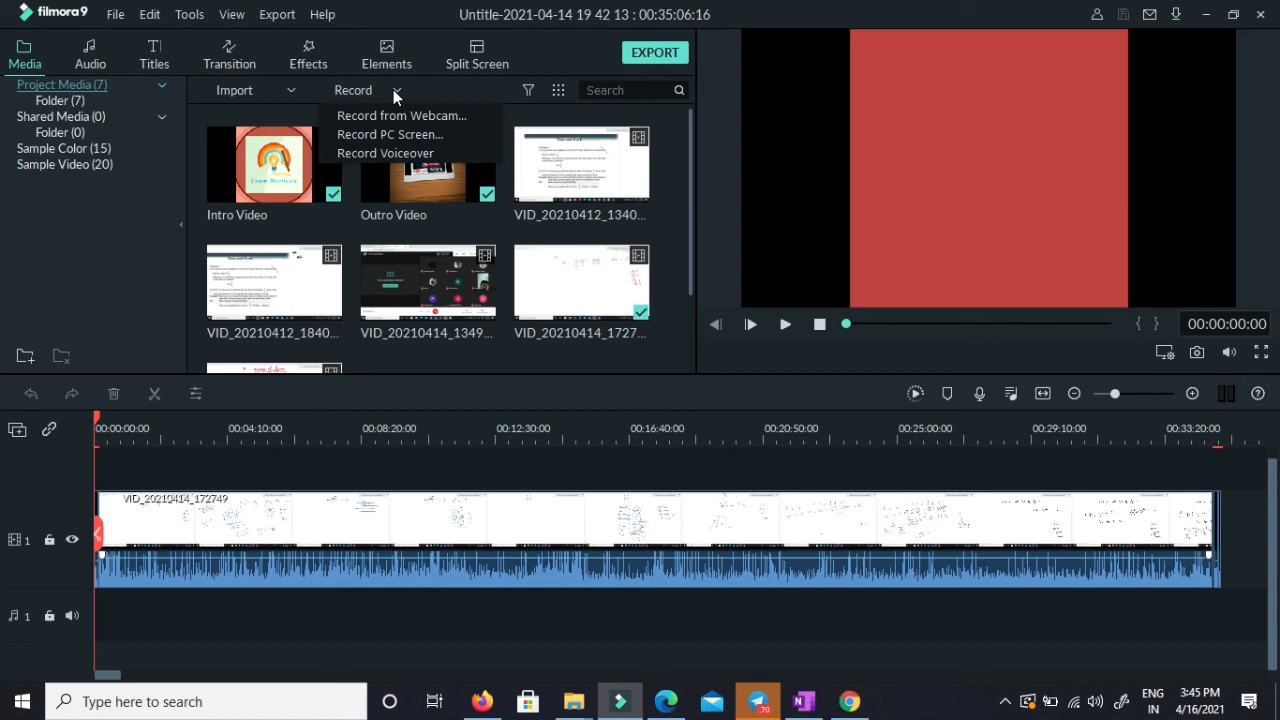 filmora9
File Edit Tools View Export Help
Untitle-2021-04-14 19 42 13 : 00:35:06:16
Media Audio Titles Transition Effects Elements Split Screen
EXPORT
Project Media (7)
Folder (7)
Shared Media (0)
Folder (0)
Sample Color (15)
Sample Video (20)
Import Record Search
Record from Webcam...
Record PC Screen...
Record Voiceover
Intro Video
Outro Video
VID_20210412_1340...
VID_20210412_1840...
VID_20210414_1349...
VID_20210414_1727...
00:00:00:00
00:00:00:00 00:04:10:00 00:08:20:00 00:12:30:00 00:16:40:00 00:20:50:00 00:25:00:00 00:29:10:00 00:33:20:00
VID_20210414_172749
1
1
Type here to search
ENG
IN
3:45 PM
4/16/2021